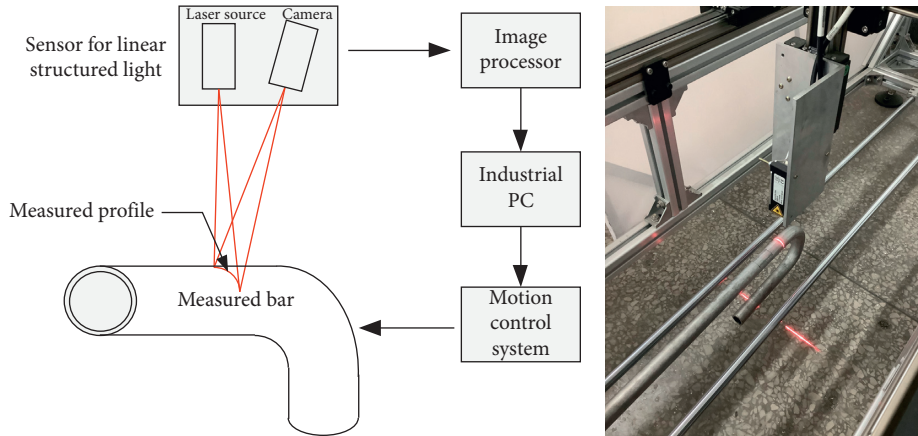 Laser source
Camera
Sensor for linear
structured light
Image
processor
Industrial
PC
Measured profile
Measured bar
Motion
control
system